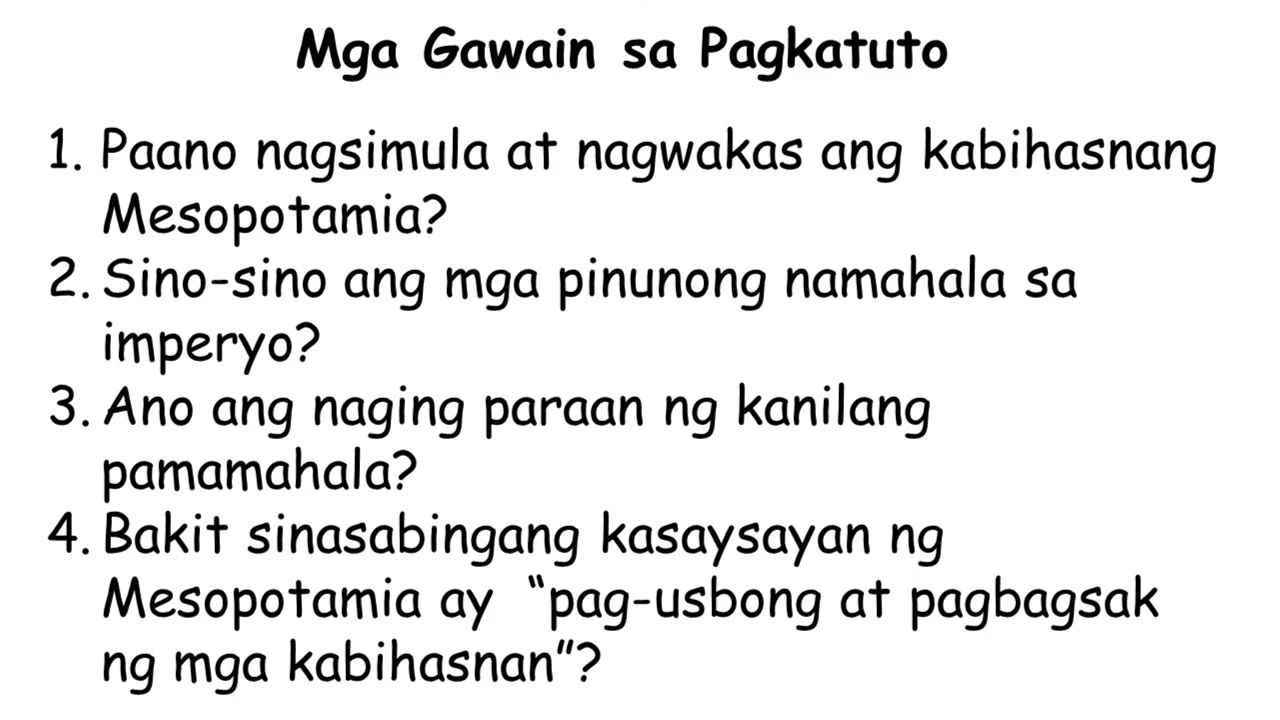 Mga Gawain sa Pagkatuto
1. Paano nagsimula at nagwakas ang kabihasnang
Mesopotamia?
2. Sino-sino ang mga pinunong namahala sa
imperyo?
3. Ano ang naging paraan ng kanilang
pamamahala?
4. Bakit sinasabingang kasaysayan ng
Mesopotamia ay “pag-usbong at pagbagsak
ng mga kabihasnan”?